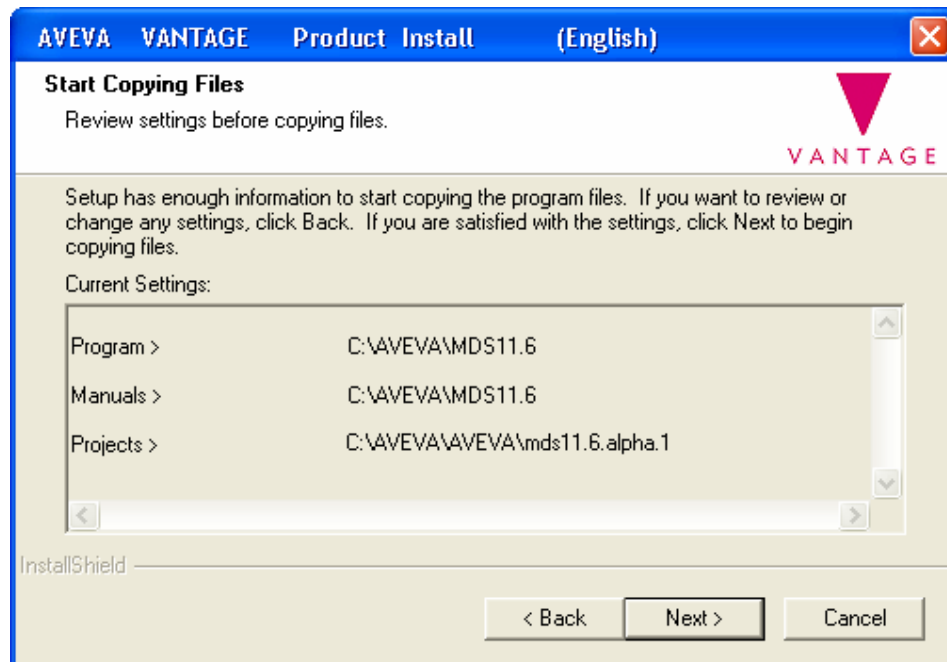 AVEVA VANTAGE Product Install (English)
Start Copying Files
Review settings before copying files.
VANTAGE
Setup has enough information to start copying the program files. If you want to review or
change any settings, click Back. If you are satisfied with the settings, click Next to begin
copying files.
Current Settings:
Program > C:\AVEVA\MDS11.6
Manuals > C:\AVEVA\MDS11.6
Projects > C:\AVEVA\AVEVA\mds11.6.alpha.1
InstallShield
< Back Next > Cancel